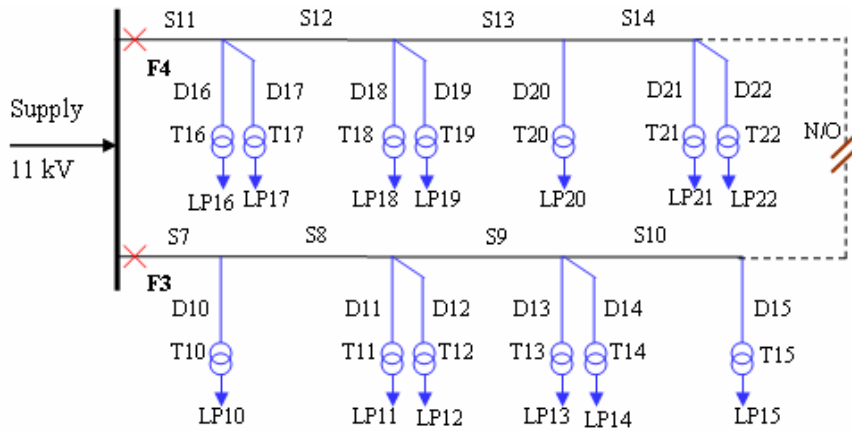 S11 S12 S13 S14
F4
D16 D17 D18 D19 D20 D21 D22
Supply
T16 T17 T18 T19 T20 T21 T22 N/O
11 kV
LP16 LP17 LP18 LP19 LP20 LP21 LP22
S7 S8 S9 S10
F3
D10 D11 D12 D13 D14 D15
T10 T11 T12 T13 T14 T15
LP10 LP11 LP12 LP13 LP14 LP15